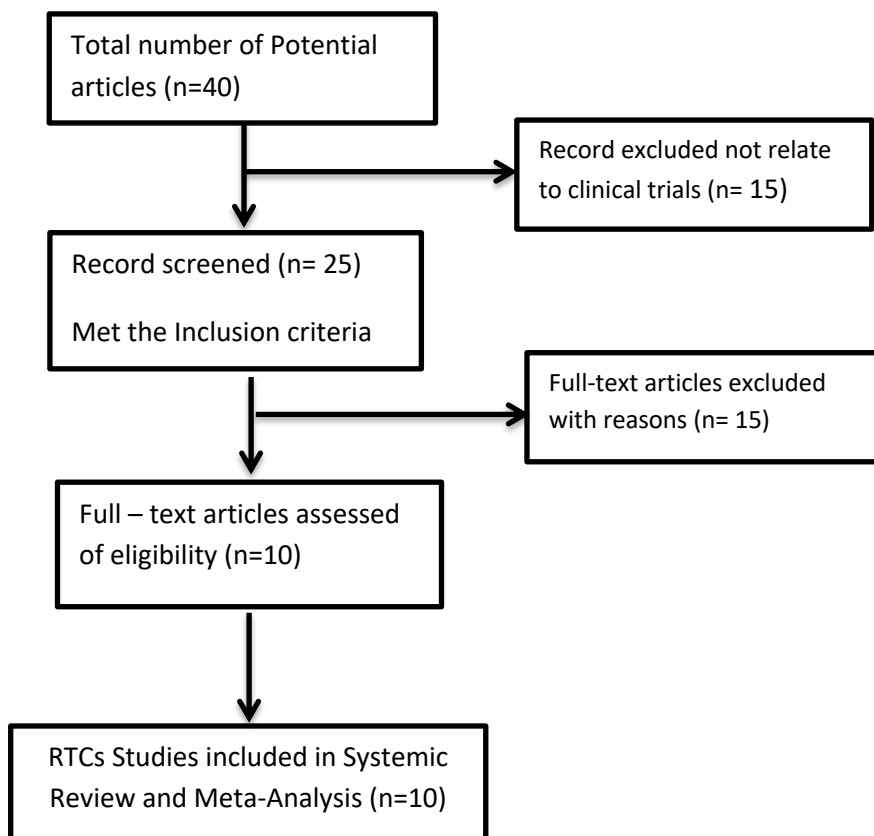 Total number of Potential
articles (n=40)
Record excluded not relate
to clinical trials (n= 15)
Record screened (n= 25)
Met the Inclusion criteria
Full-text articles excluded
with reasons (n= 15)
Full – text articles assessed
of eligibility (n=10)
RTCs Studies included in Systemic
Review and Meta-Analysis (n=10)